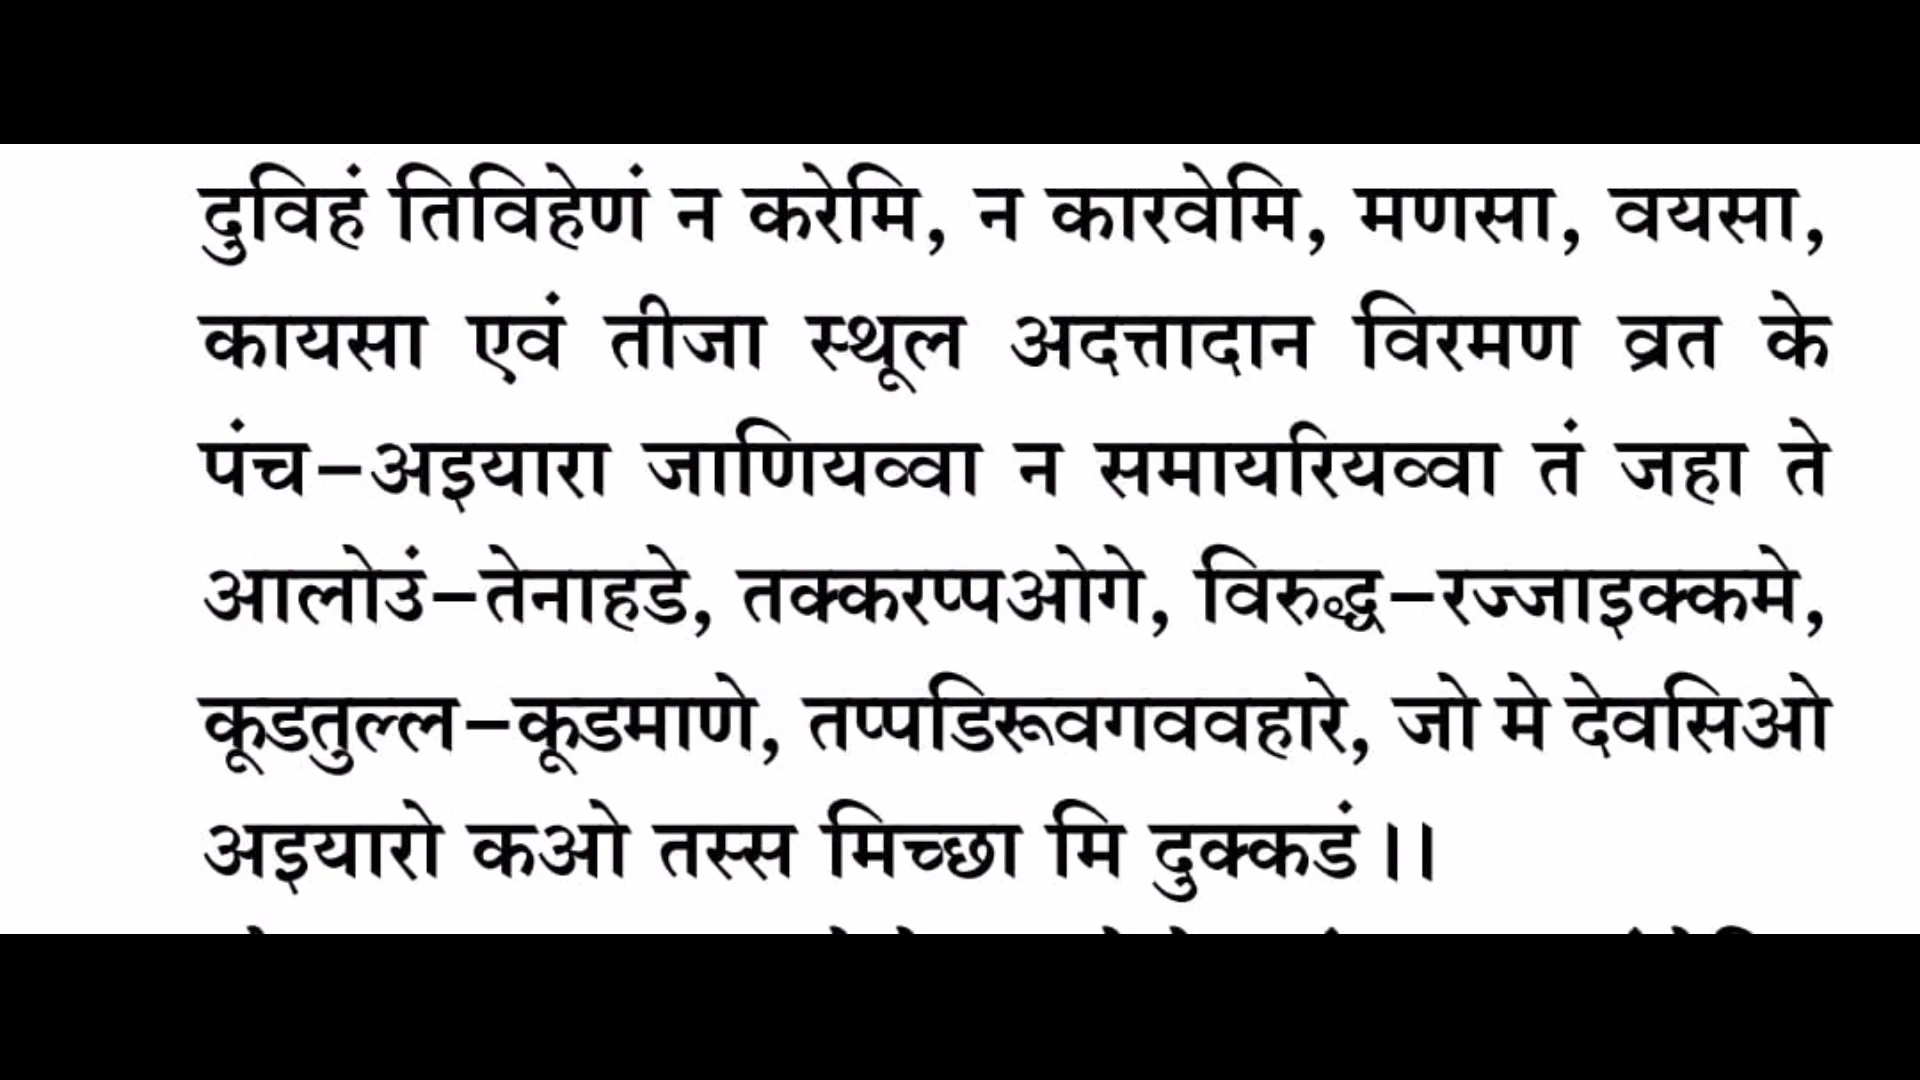 दुविहं तिविहेणं न करेमि, न कारवेमि, मणसा, वयसा,
कायसा एवं तीजा स्थूल अदत्तादान विरमण व्रत के
पंच–अइयारा जाणियव्वा न समायरियव्वा तं जहा ते
आलोउं–तेनाहडे, तक्करप्पओगे, विरुद्ध–रज्जाइक्कमे,
कूडतुल्ल–कूडमाणे, तप्पडिरूवगववहारे, जो मे देवसिओ
अइयारो कओ तस्स मिच्छा मि दुक्कडं।।